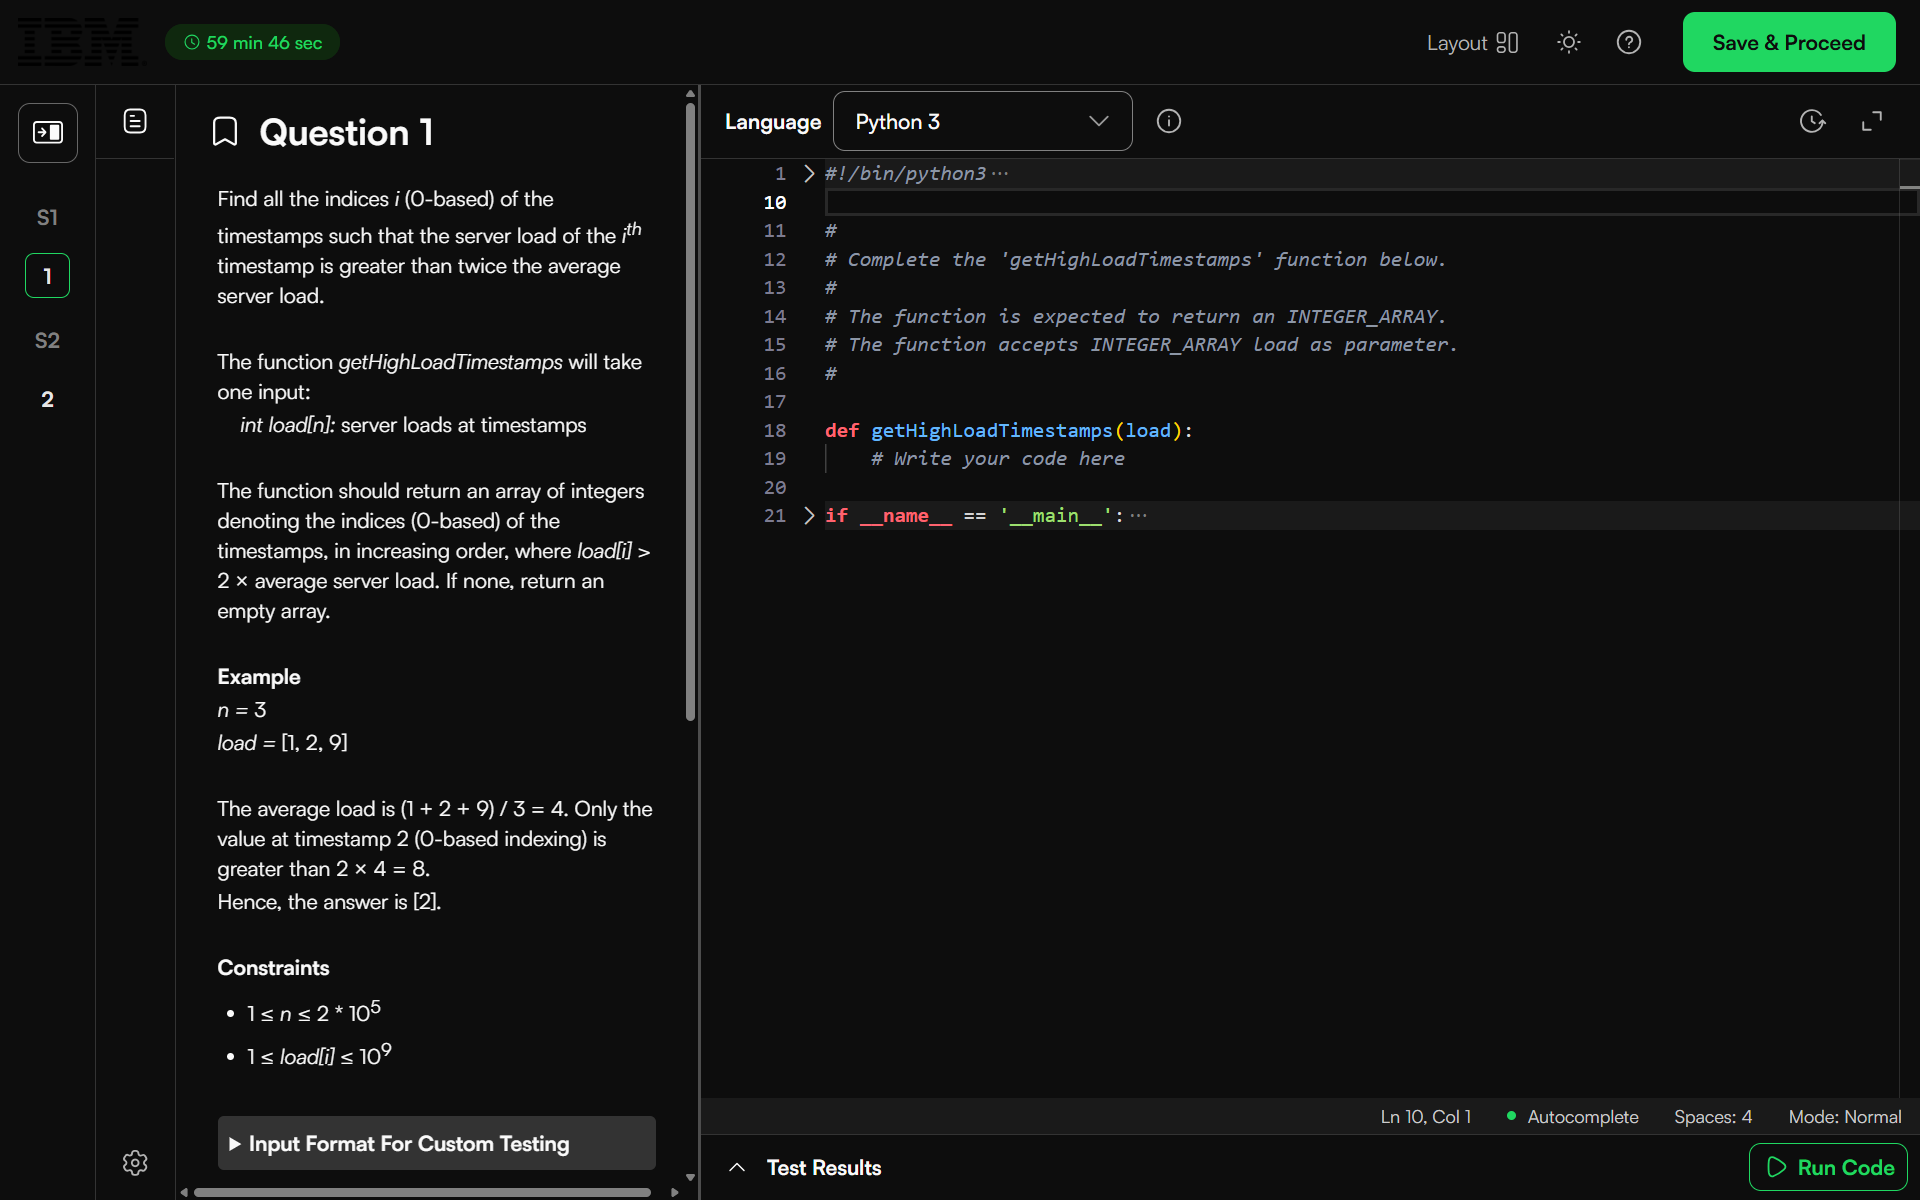 IBM
59 min 46 sec
Layout
Save & Proceed
S1
1
S2
2
Question 1
Find all the indices i (0-based) of the
timestamps such that the server load of the i^th
timestamp is greater than twice the average
server load.
The function getHighLoadTimestamps will take
one input:
int load[n]: server loads at timestamps
The function should return an array of integers
denoting the indices (0-based) of the
timestamps, in increasing order, where load[i] >
2 × average server load. If none, return an
empty array.
Example
n = 3
load = [1, 2, 9]
The average load is (1 + 2 + 9) / 3 = 4. Only the
value at timestamp 2 (0-based indexing) is
greater than 2 × 4 = 8.
Hence, the answer is [2].
Constraints
• 1 ≤ n ≤ 2 * 10^5
• 1 ≤ load[i] ≤ 10^9
▶ Input Format For Custom Testing
Language
Python 3
1 #!/bin/python3···
10
11 #
12 # Complete the 'getHighLoadTimestamps' function below.
13 #
14 # The function is expected to return an INTEGER_ARRAY.
15 # The function accepts INTEGER_ARRAY load as parameter.
16 #
17
18 def getHighLoadTimestamps(load):
19     # Write your code here
20
21 if __name__ == '__main__':···
Ln 10, Col 1
Autocomplete
Spaces: 4
Mode: Normal
Test Results
Run Code